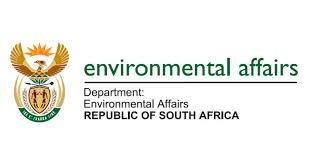 environmental affairs
Department:
Environmental Affairs
REPUBLIC OF SOUTH AFRICA